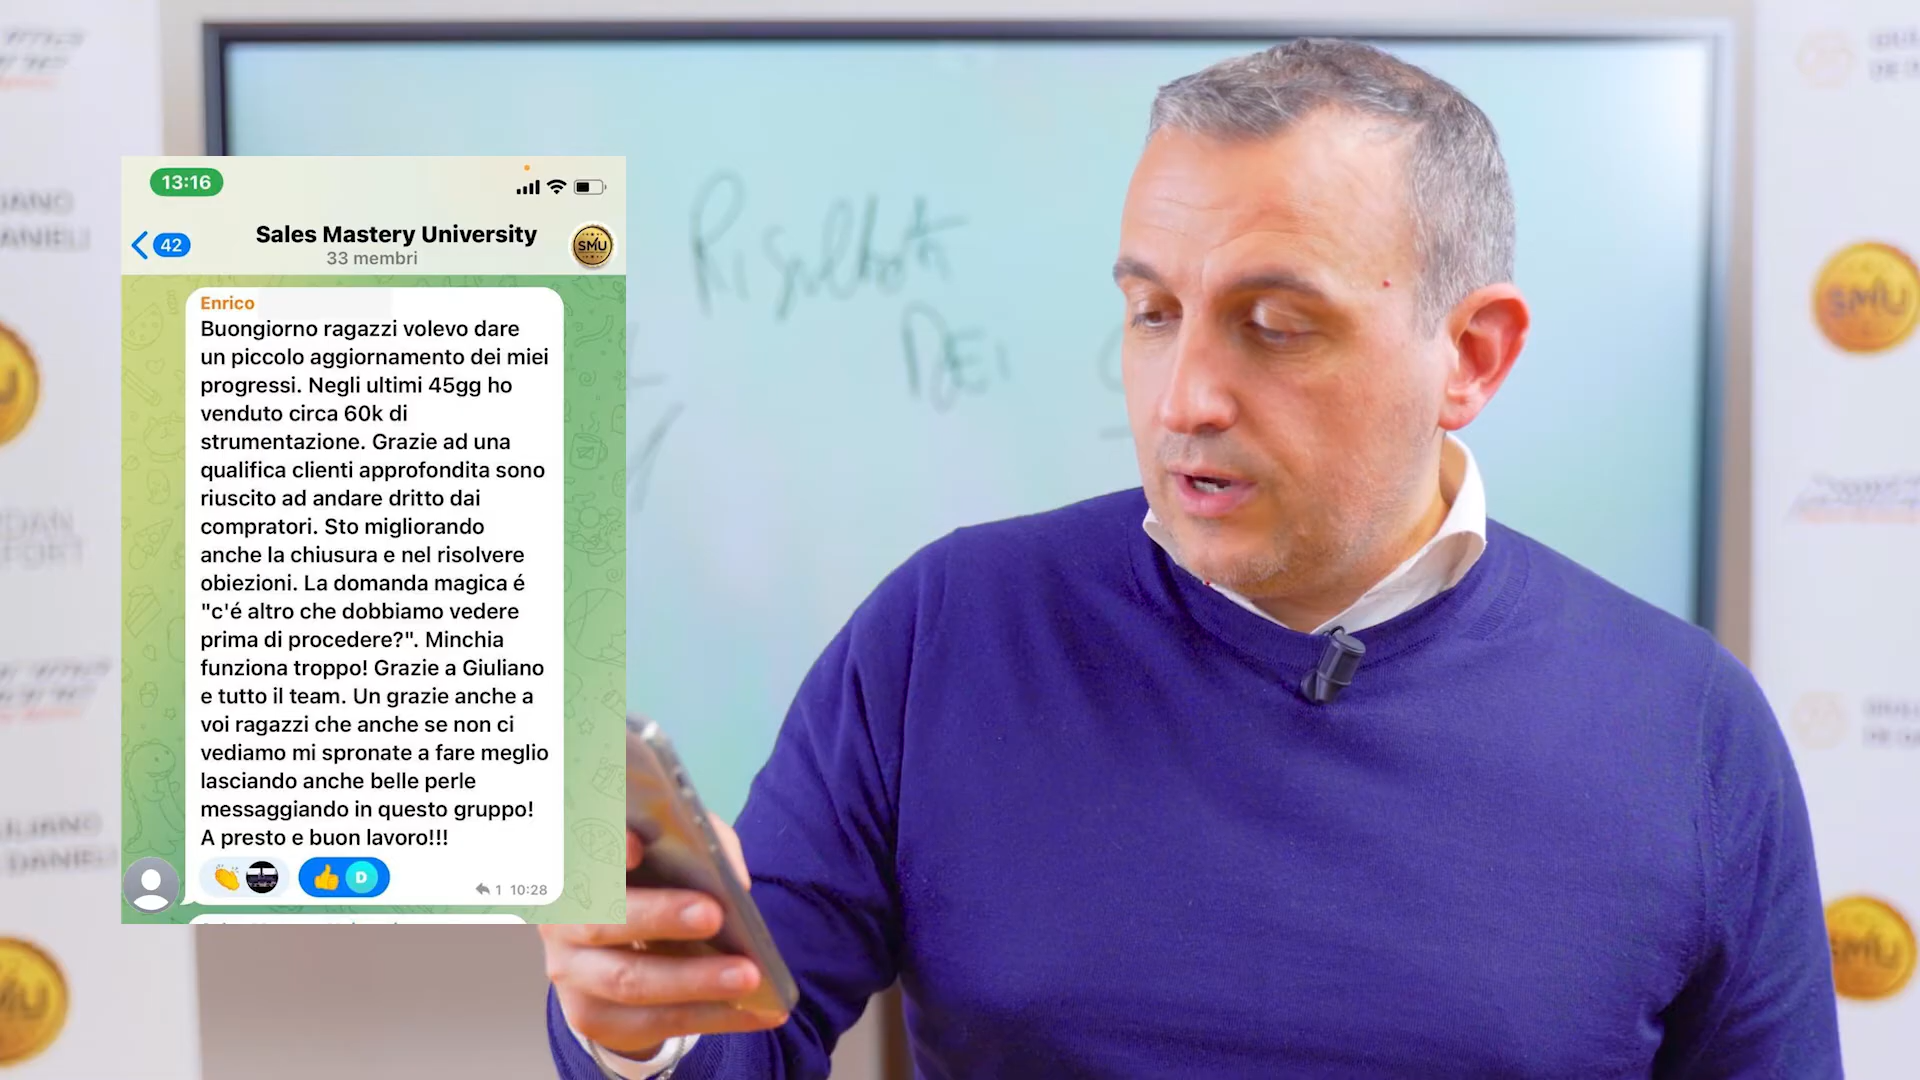 13:16
42
Sales Mastery University
33 membri
SMU
Enrico
Buongiorno ragazzi volevo dare
un piccolo aggiornamento dei miei
progressi. Negli ultimi 45gg ho
venduto circa 60k di
strumentazione. Grazie ad una
qualifica clienti approfondita sono
riuscito ad andare dritto dai
compratori. Sto migliorando
anche la chiusura e nel risolvere
obiezioni. La domanda magica é
"c'é altro che dobbiamo vedere
prima di procedere?". Minchia
funziona troppo! Grazie a Giuliano
e tutto il team. Un grazie anche a
voi ragazzi che anche se non ci
vediamo mi spronate a fare meglio
lasciando anche belle perle
messaggiando in questo gruppo!
A presto e buon lavoro!!!
D
1 10:28
Risultati
DEI
SMU
SMU